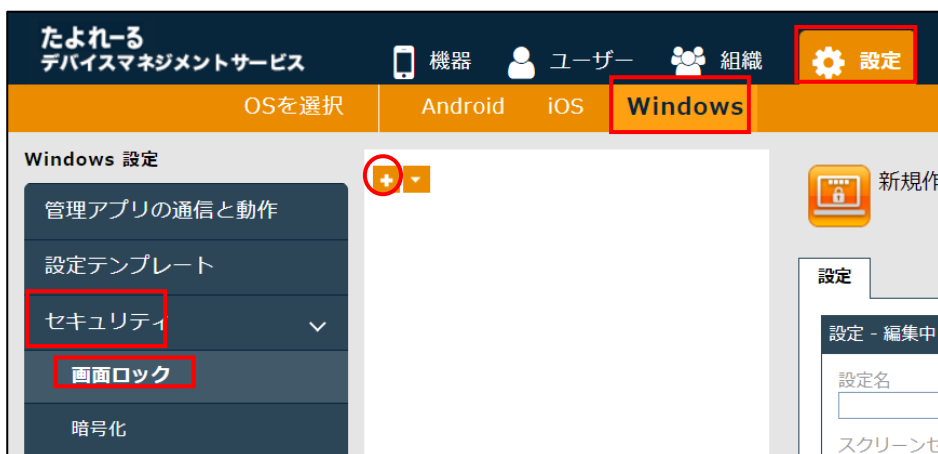 たよれーる
デバイスマネジメントサービス
機器 ユーザー 組織 設定
OSを選択 Android iOS Windows
Windows 設定
管理アプリの通信と動作
設定テンプレート
セキュリティ
画面ロック
暗号化
新規作
設定
設定 - 編集中
設定名
スクリーンセ